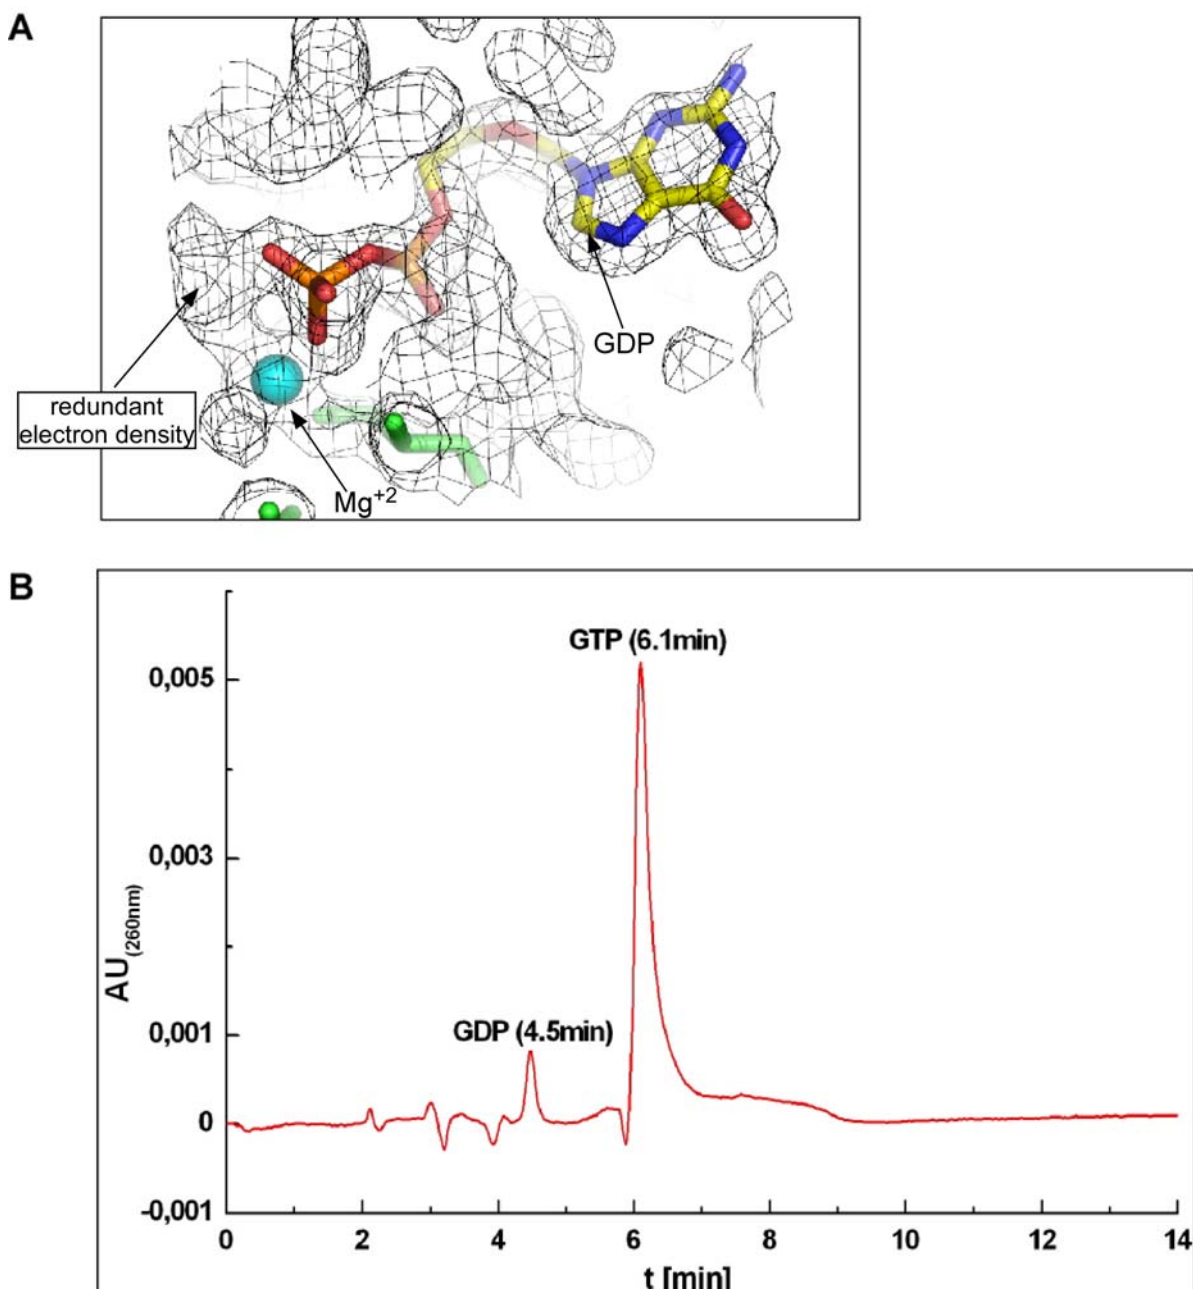 A
GDP
redundant
electron density
Mg+2
B
GTP (6.1min)
0,005
0,003
AU(260nm)
GDP (4.5min)
0,001
0
-0,001
0 2 4 6 8 10 12 14
t [min]